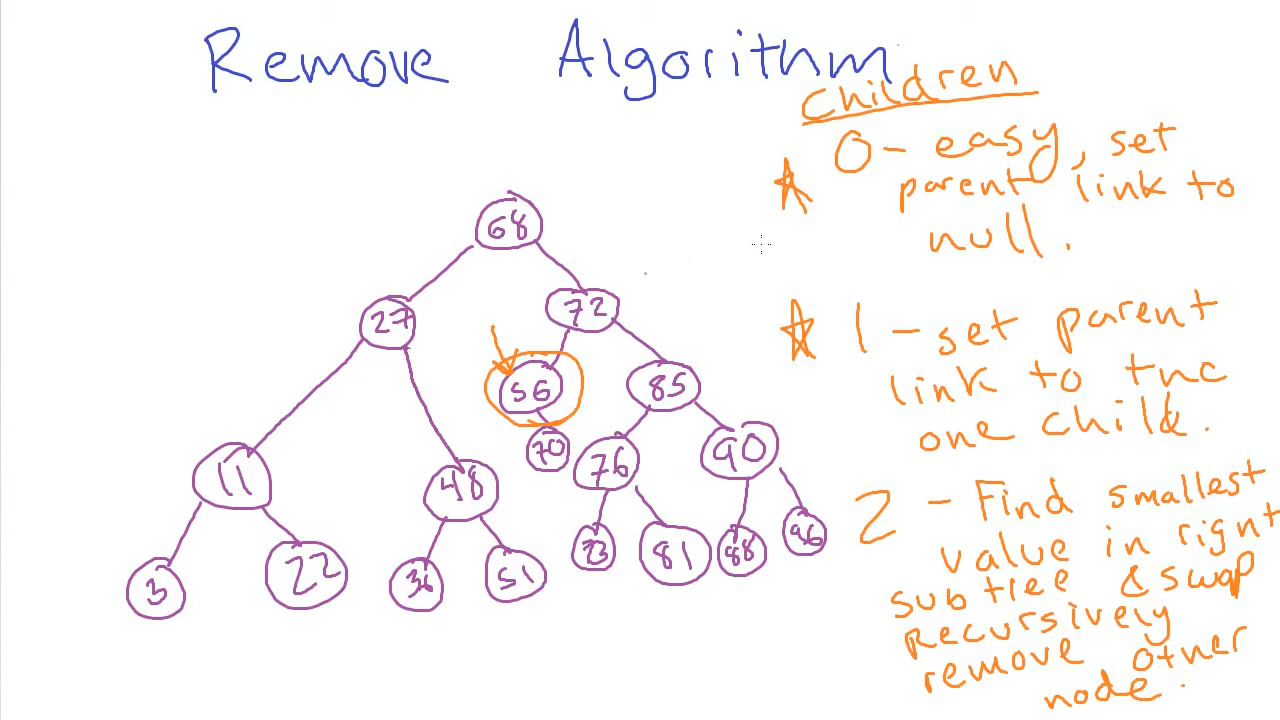 Remove Algorithm
Children
0 - easy, set
parent link to
null.
1 - set parent
link to the
one child.
2 - Find smallest
value in right
subtree & swap
Recursively
remove other
node.
68
27 72
56 85
11 48 70 76 90
3 22 36 51 73 81 88 96